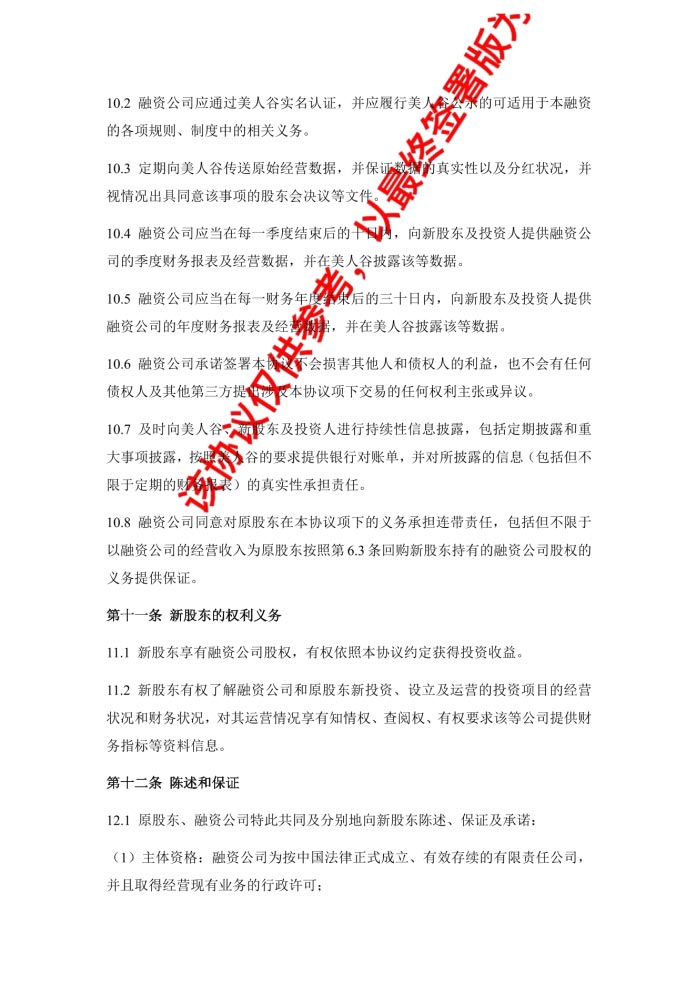 10.2 融资公司应通过美人谷实名认证，并应履行美人谷公示的可适用于本融资
的各项规则、制度中的相关义务。
10.3 定期向美人谷传送原始经营数据，并保证数据的真实性以及分红状况，并
视情况出具同意该事项的股东会决议等文件。
10.4 融资公司应当在每一季度结束后的十日内，向新股东及投资人提供融资公
司的季度财务报表及经营数据，并在美人谷披露该等数据。
10.5 融资公司应当在每一财务年度结束后的三十日内，向新股东及投资人提供
融资公司的年度财务报表及经营数据，并在美人谷披露该等数据。
10.6 融资公司承诺签署本协议不会损害其他人和债权人的利益，也不会有任何
债权人及其他第三方提出涉及本协议项下交易的任何权利主张或异议。
10.7 及时向美人谷、新股东及投资人进行持续性信息披露，包括定期披露和重
大事项披露，按照美人谷的要求提供银行对账单，并对所披露的信息（包括但不
限于定期的财务报表）的真实性承担责任。
10.8 融资公司同意对原股东在本协议项下的义务承担连带责任，包括但不限于
以融资公司的经营收入为原股东按照第 6.3 条回购新股东持有的融资公司股权的
义务提供保证。
第十一条 新股东的权利义务
11.1 新股东享有融资公司股权，有权依照本协议约定获得投资收益。
11.2 新股东有权了解融资公司和原股东新投资、设立及运营的投资项目的经营
状况和财务状况，对其运营情况享有知情权、查阅权、有权要求该等公司提供财
务指标等资料信息。
第十二条 陈述和保证
12.1 原股东、融资公司特此共同及分别地向新股东陈述、保证及承诺：
（1）主体资格：融资公司为按中国法律正式成立、有效存续的有限责任公司，
并且取得经营现有业务的行政许可；
该协议仅供参考，以最终签署版为